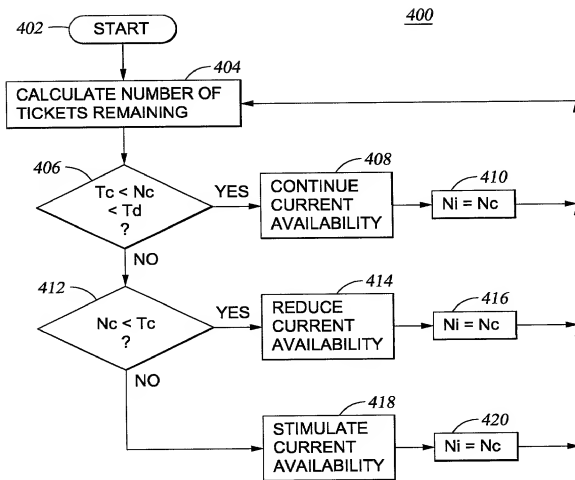 400
402
START
404
CALCULATE NUMBER OF
TICKETS REMAINING
406
Tc < Nc
< Td
?
YES
408
CONTINUE
CURRENT
AVAILABILITY
410
Ni = Nc
NO
412
Nc < Tc
?
YES
414
REDUCE
CURRENT
AVAILABILITY
416
Ni = Nc
NO
418
STIMULATE
CURRENT
AVAILABILITY
420
Ni = Nc